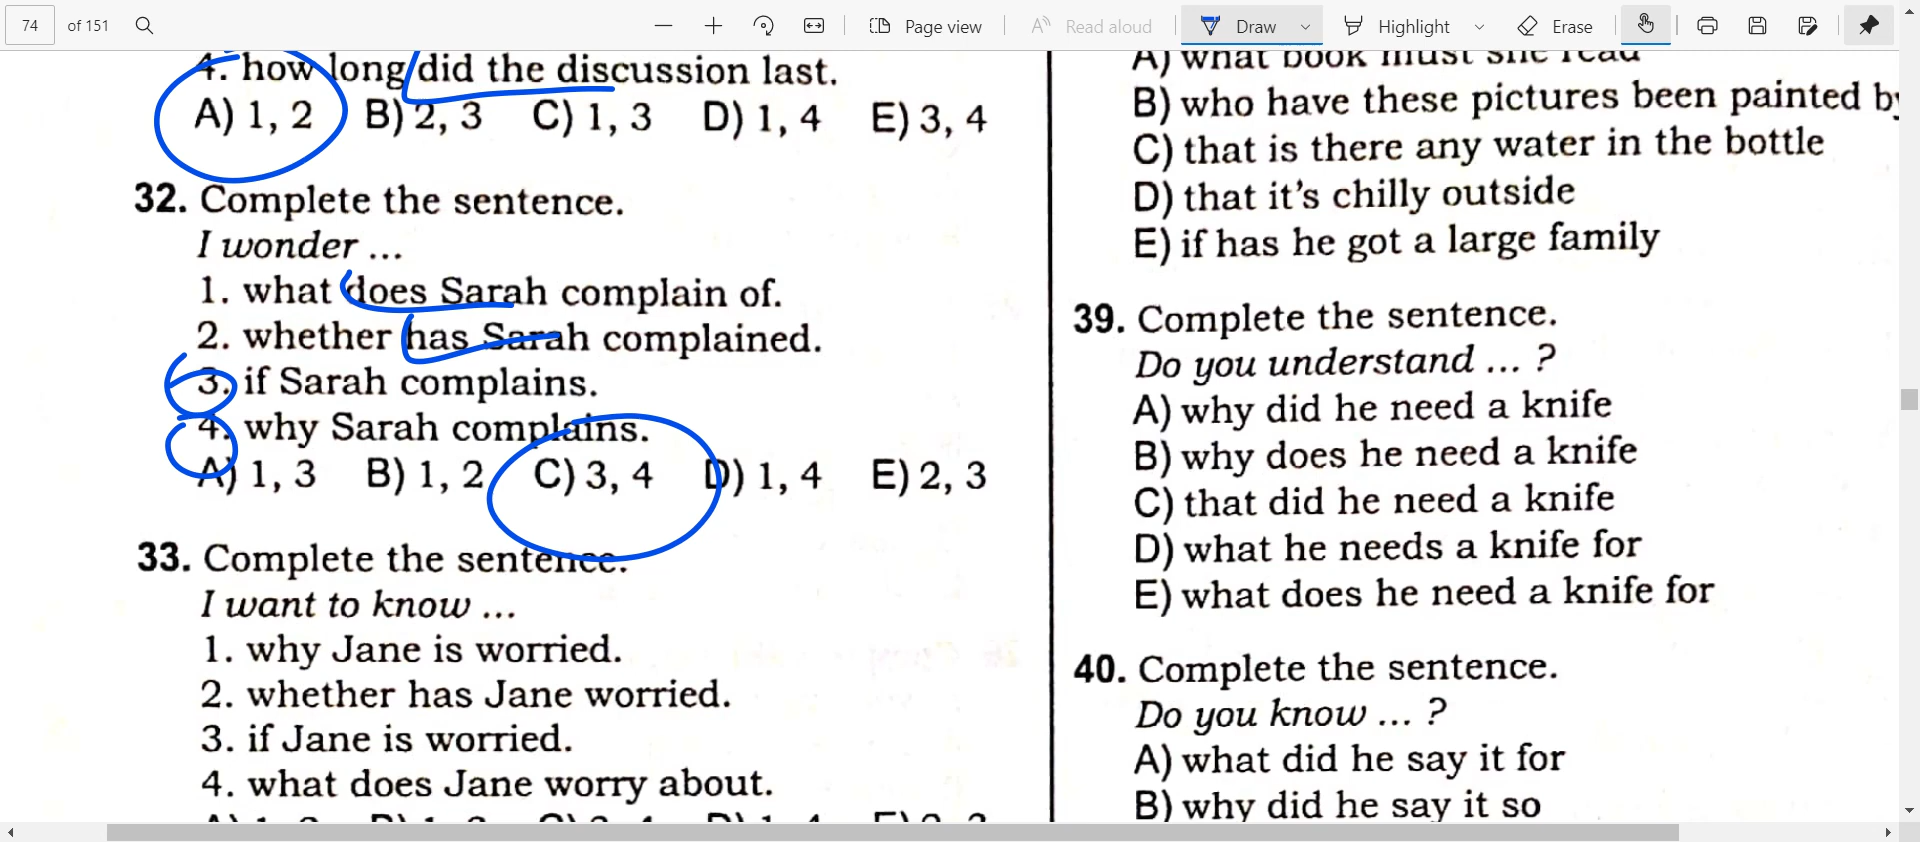 74 of 151 Page view Read aloud Draw Highlight Erase
4. how long did the discussion last.
A) 1, 2 B) 2, 3 C) 1, 3 D) 1, 4 E) 3, 4
32. Complete the sentence.
I wonder ...
1. what does Sarah complain of.
2. whether has Sarah complained.
3. if Sarah complains.
4. why Sarah complains.
A) 1, 3 B) 1, 2 C) 3, 4 D) 1, 4 E) 2, 3
33. Complete the sentence.
I want to know ...
1. why Jane is worried.
2. whether has Jane worried.
3. if Jane is worried.
4. what does Jane worry about.
A) what book must she read
B) who have these pictures been painted by
C) that is there any water in the bottle
D) that it's chilly outside
E) if has he got a large family
39. Complete the sentence.
Do you understand ... ?
A) why did he need a knife
B) why does he need a knife
C) that did he need a knife
D) what he needs a knife for
E) what does he need a knife for
40. Complete the sentence.
Do you know ... ?
A) what did he say it for
B) why did he say it so